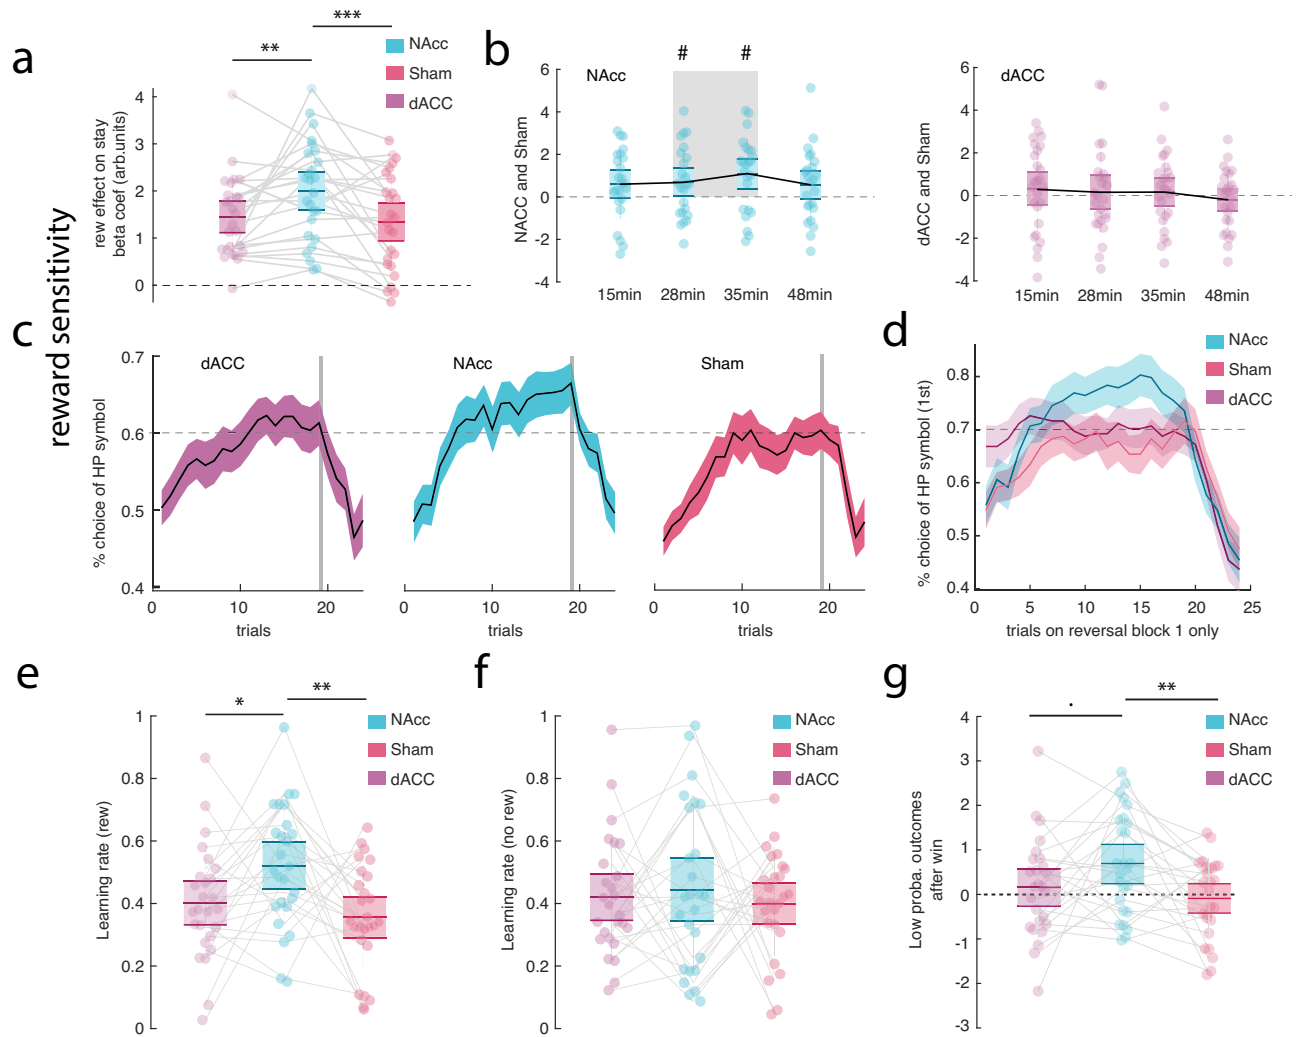 reward sensitivity
a
**
***
NAcc
Sham
dACC
rew effect on stay
beta coef (arb.units)
4
3
2
1
0
b
NAcc
#
#
NACC and Sham
6
4
2
0
-2
-4
15min
28min
35min
48min
dACC
dACC and Sham
6
4
2
0
-2
-4
15min
28min
35min
48min
c
% choice of HP symbol
0.7
0.6
0.5
0.4
dACC
0
10
20
trials
NAcc
0
10
20
trials
Sham
0
10
20
trials
d
NAcc
Sham
dACC
% choice of HP symbol (1st)
0.8
0.7
0.6
0.5
0.4
0
5
10
15
20
25
trials on reversal block 1 only
e
*
**
NAcc
Sham
dACC
Learning rate (rew)
1
0.8
0.6
0.4
0.2
0
f
NAcc
Sham
dACC
Learning rate (no rew)
1
0.8
0.6
0.4
0.2
0
g
.
**
NAcc
Sham
dACC
Low proba. outcomes
after win
4
3
2
1
0
-1
-2
-3